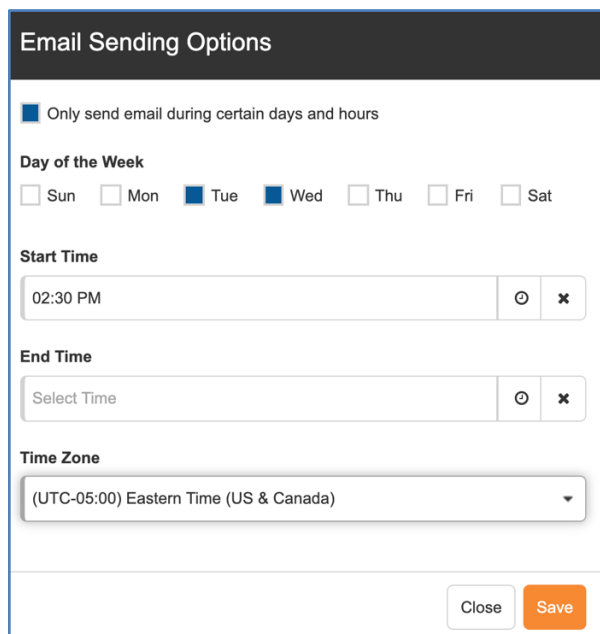 Email Sending Options
Only send email during certain days and hours
Day of the Week
Sun Mon Tue Wed Thu Fri Sat
Start Time
02:30 PM
End Time
Select Time
Time Zone
(UTC-05:00) Eastern Time (US & Canada)
Close Save